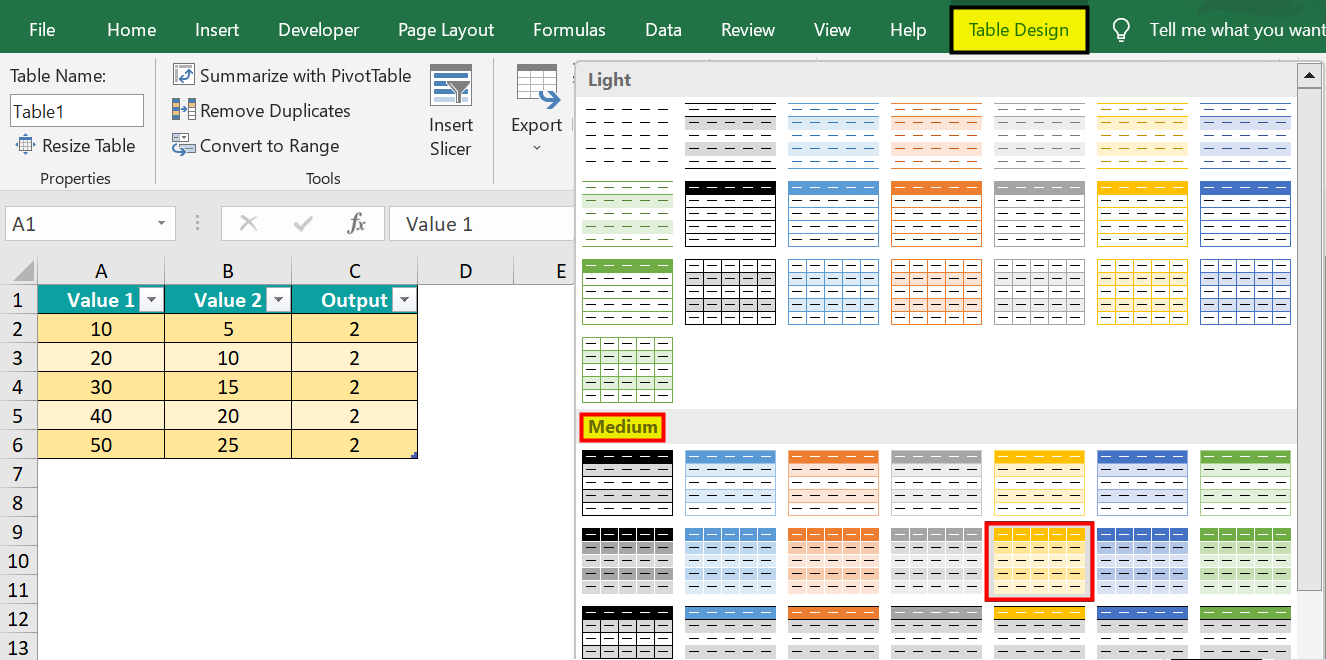 File Home Insert Developer Page Layout Formulas Data Review View Help Table Design Tell me what you want
Table Name:
Table1
Resize Table
Properties
Summarize with PivotTable
Remove Duplicates
Convert to Range
Tools
Insert
Slicer
Export
Light
A1 fx Value 1
A B C D E
1 Value 1 Value 2 Output
2 10 5 2
3 20 10 2
4 30 15 2
5 40 20 2
6 50 25 2
7
8
9
10
11
12
13
Medium